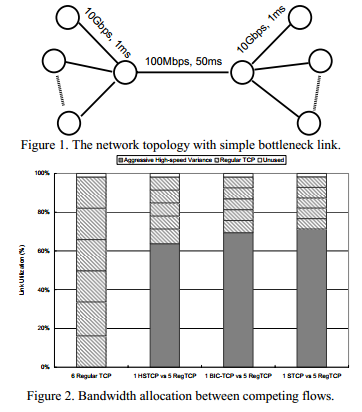 10Gbps, 1ms
10Gbps, 1ms
100Mbps, 50ms
Figure 1. The network topology with simple bottleneck link.
Aggressive High-speed Variance Regular TCP Unused
100%
80%
60%
40%
20%
0%
Link Utilization (%)
6 Regular TCP 1 HSTCP vs 5 RegTCP 1 BIC-TCP vs 5 RegTCP 1 STCP vs 5 RegTCP
Figure 2. Bandwidth allocation between competing flows.